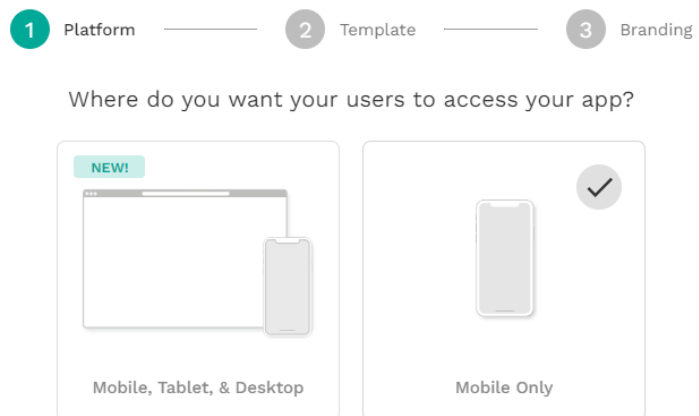 1 Platform 2 Template 3 Branding
Where do you want your users to access your app?
NEW!
Mobile, Tablet, & Desktop
Mobile Only